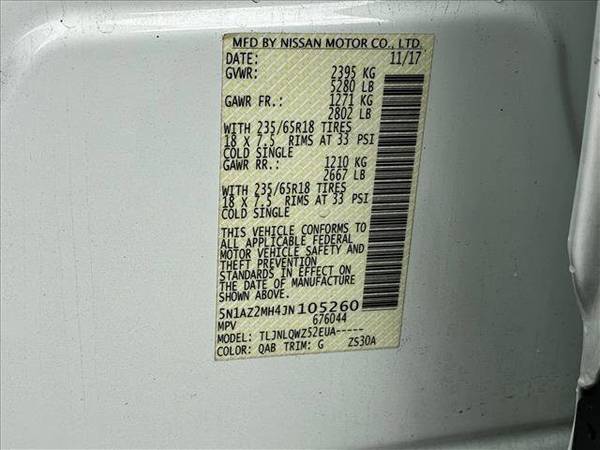 MFD BY NISSAN MOTOR CO., LTD.
DATE: 11/17
GVWR: 2395 KG
5280 LB
GAWR FR.: 1271 KG
2802 LB
WITH 235/65R18 TIRES
18 X 7.5 RIMS AT 33 PSI
COLD SINGLE
GAWR RR.: 1210 KG
2667 LB
WITH 235/65R18 TIRES
18 X 7.5 RIMS AT 33 PSI
COLD SINGLE
THIS VEHICLE CONFORMS TO
ALL APPLICABLE FEDERAL
MOTOR VEHICLE SAFETY AND
THEFT PREVENTION
STANDARDS IN EFFECT ON
THE DATE OF MANUFACTURE
SHOWN ABOVE.
5N1AZ2MH4JN105260
MPV 676044
MODEL: TLJNLQWZ52EUA-----
COLOR: QAB TRIM: G ZS30A